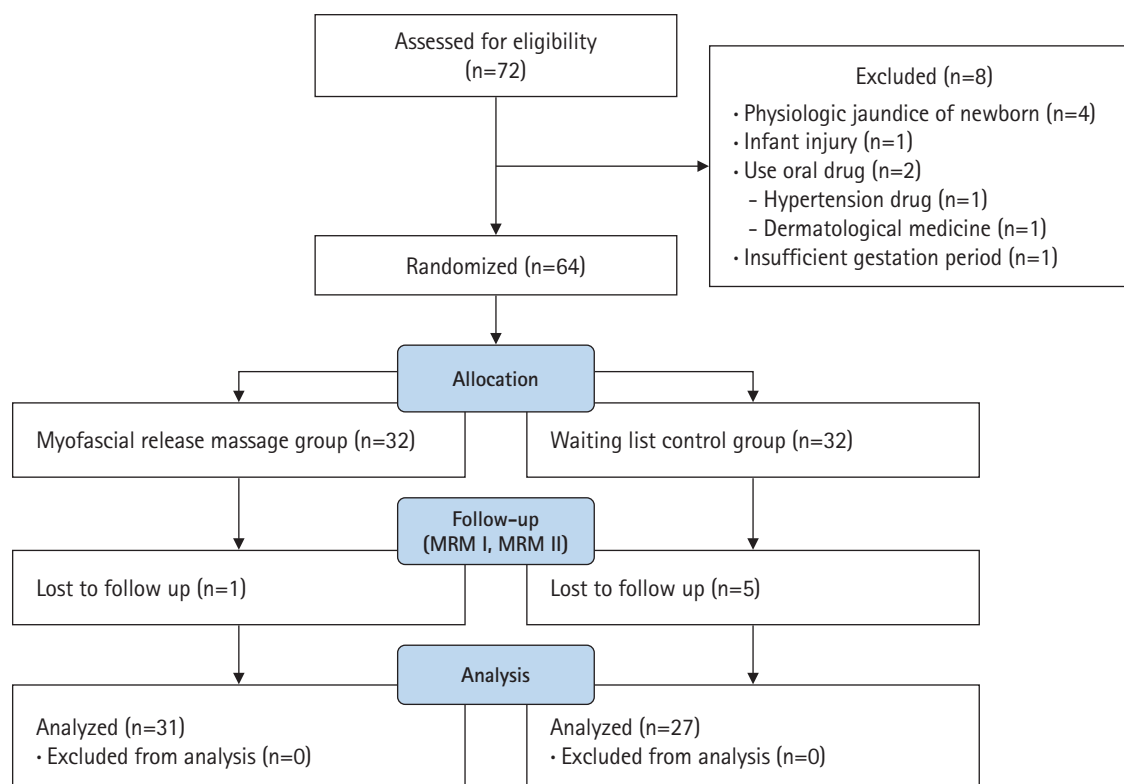 Assessed for eligibility
(n=72)
Excluded (n=8)
· Physiologic jaundice of newborn (n=4)
· Infant injury (n=1)
· Use oral drug (n=2)
- Hypertension drug (n=1)
- Dermatological medicine (n=1)
· Insufficient gestation period (n=1)
Randomized (n=64)
Allocation
Myofascial release massage group (n=32)
Waiting list control group (n=32)
Follow-up
(MRM I, MRM II)
Lost to follow up (n=1)
Lost to follow up (n=5)
Analysis
Analyzed (n=31)
· Excluded from analysis (n=0)
Analyzed (n=27)
· Excluded from analysis (n=0)